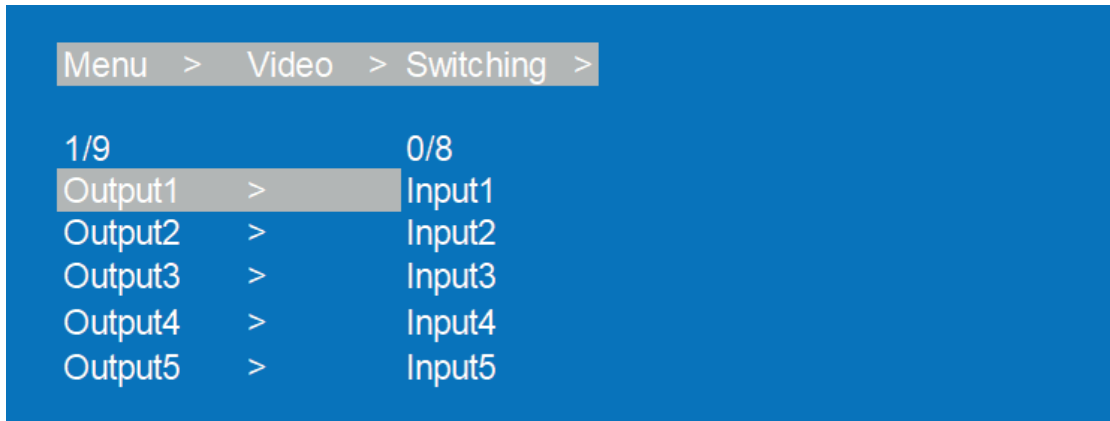 Menu > Video > Switching >
1/9 0/8
Output1 > Input1
Output2 > Input2
Output3 > Input3
Output4 > Input4
Output5 > Input5